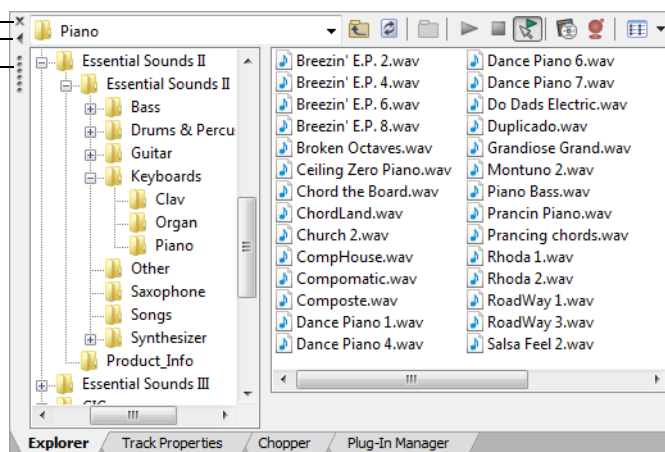 Piano
Essential Sounds II
Essential Sounds II
Bass
Drums & Percu
Guitar
Keyboards
Clav
Organ
Piano
Other
Saxophone
Songs
Synthesizer
Product_Info
Essential Sounds III
Breezin' E.P. 2.wav
Breezin' E.P. 4.wav
Breezin' E.P. 6.wav
Breezin' E.P. 8.wav
Broken Octaves.wav
Ceiling Zero Piano.wav
Chord the Board.wav
ChordLand.wav
Church 2.wav
CompHouse.wav
Compomatic.wav
Composte.wav
Dance Piano 1.wav
Dance Piano 4.wav
Dance Piano 6.wav
Dance Piano 7.wav
Do Dads Electric.wav
Duplicado.wav
Grandiose Grand.wav
Montuno 2.wav
Piano Bass.wav
Prancin Piano.wav
Prancing chords.wav
Rhoda 1.wav
Rhoda 2.wav
RoadWay 1.wav
RoadWay 3.wav
Salsa Feel 2.wav
Explorer
Track Properties
Chopper
Plug-In Manager